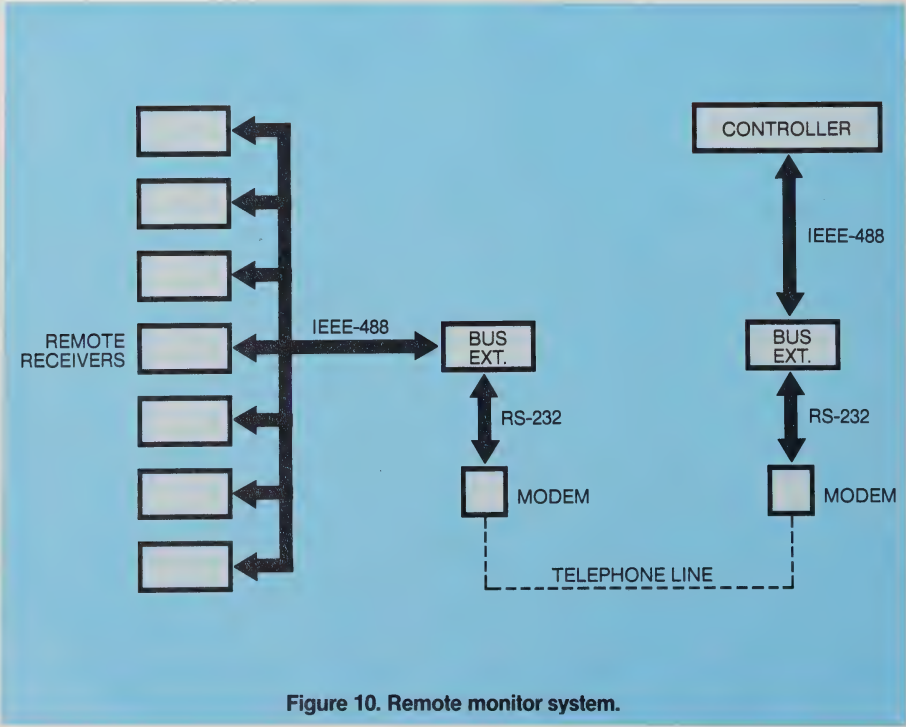 CONTROLLER
IEEE-488
REMOTE
RECEIVERS
IEEE-488
BUS
EXT.
BUS
EXT.
RS-232
RS-232
MODEM
MODEM
TELEPHONE LINE
Figure 10. Remote monitor system.